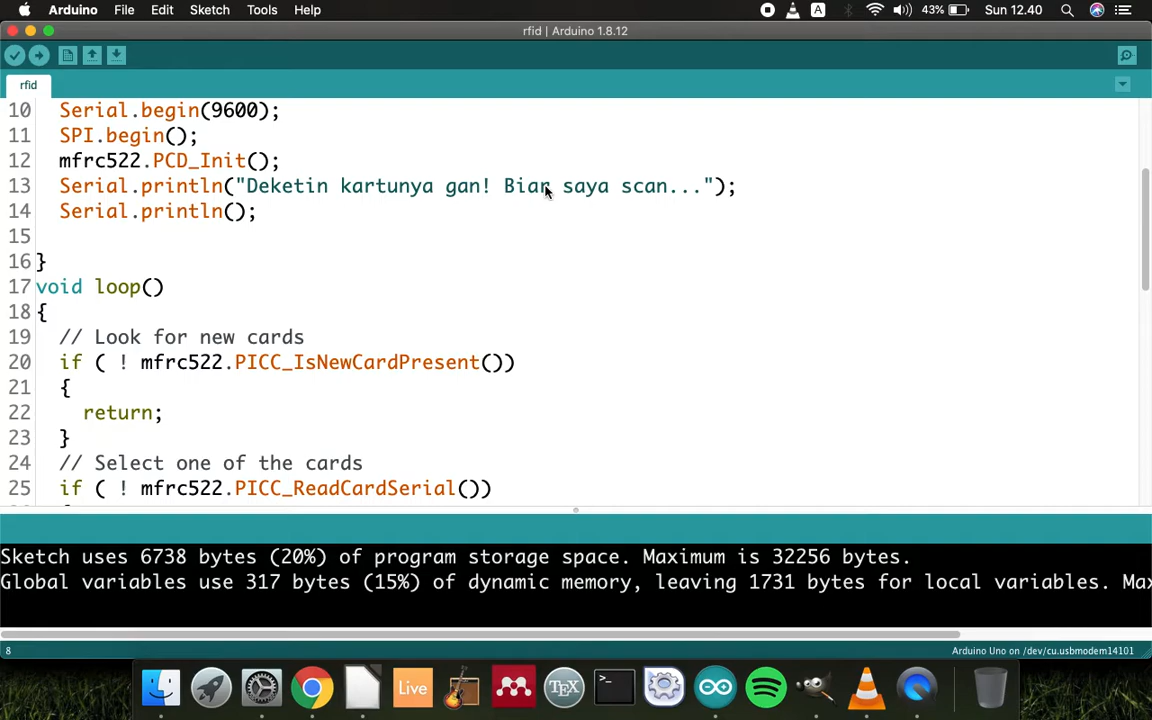 Arduino File Edit Sketch Tools Help A 43% Sun 12.40
rfid | Arduino 1.8.12
rfid
10 Serial.begin(9600);
11 SPI.begin();
12 mfrc522.PCD_Init();
13 Serial.println("Deketin kartunya gan! Biar saya scan...");
14 Serial.println();
15
16 }
17 void loop()
18 {
19 // Look for new cards
20 if ( ! mfrc522.PICC_IsNewCardPresent())
21 {
22 return;
23 }
24 // Select one of the cards
25 if ( ! mfrc522.PICC_ReadCardSerial())
Sketch uses 6738 bytes (20%) of program storage space. Maximum is 32256 bytes.
Global variables use 317 bytes (15%) of dynamic memory, leaving 1731 bytes for local variables. Max
8 Arduino Uno on /dev/cu.usbmodem14101
Live TEX >_